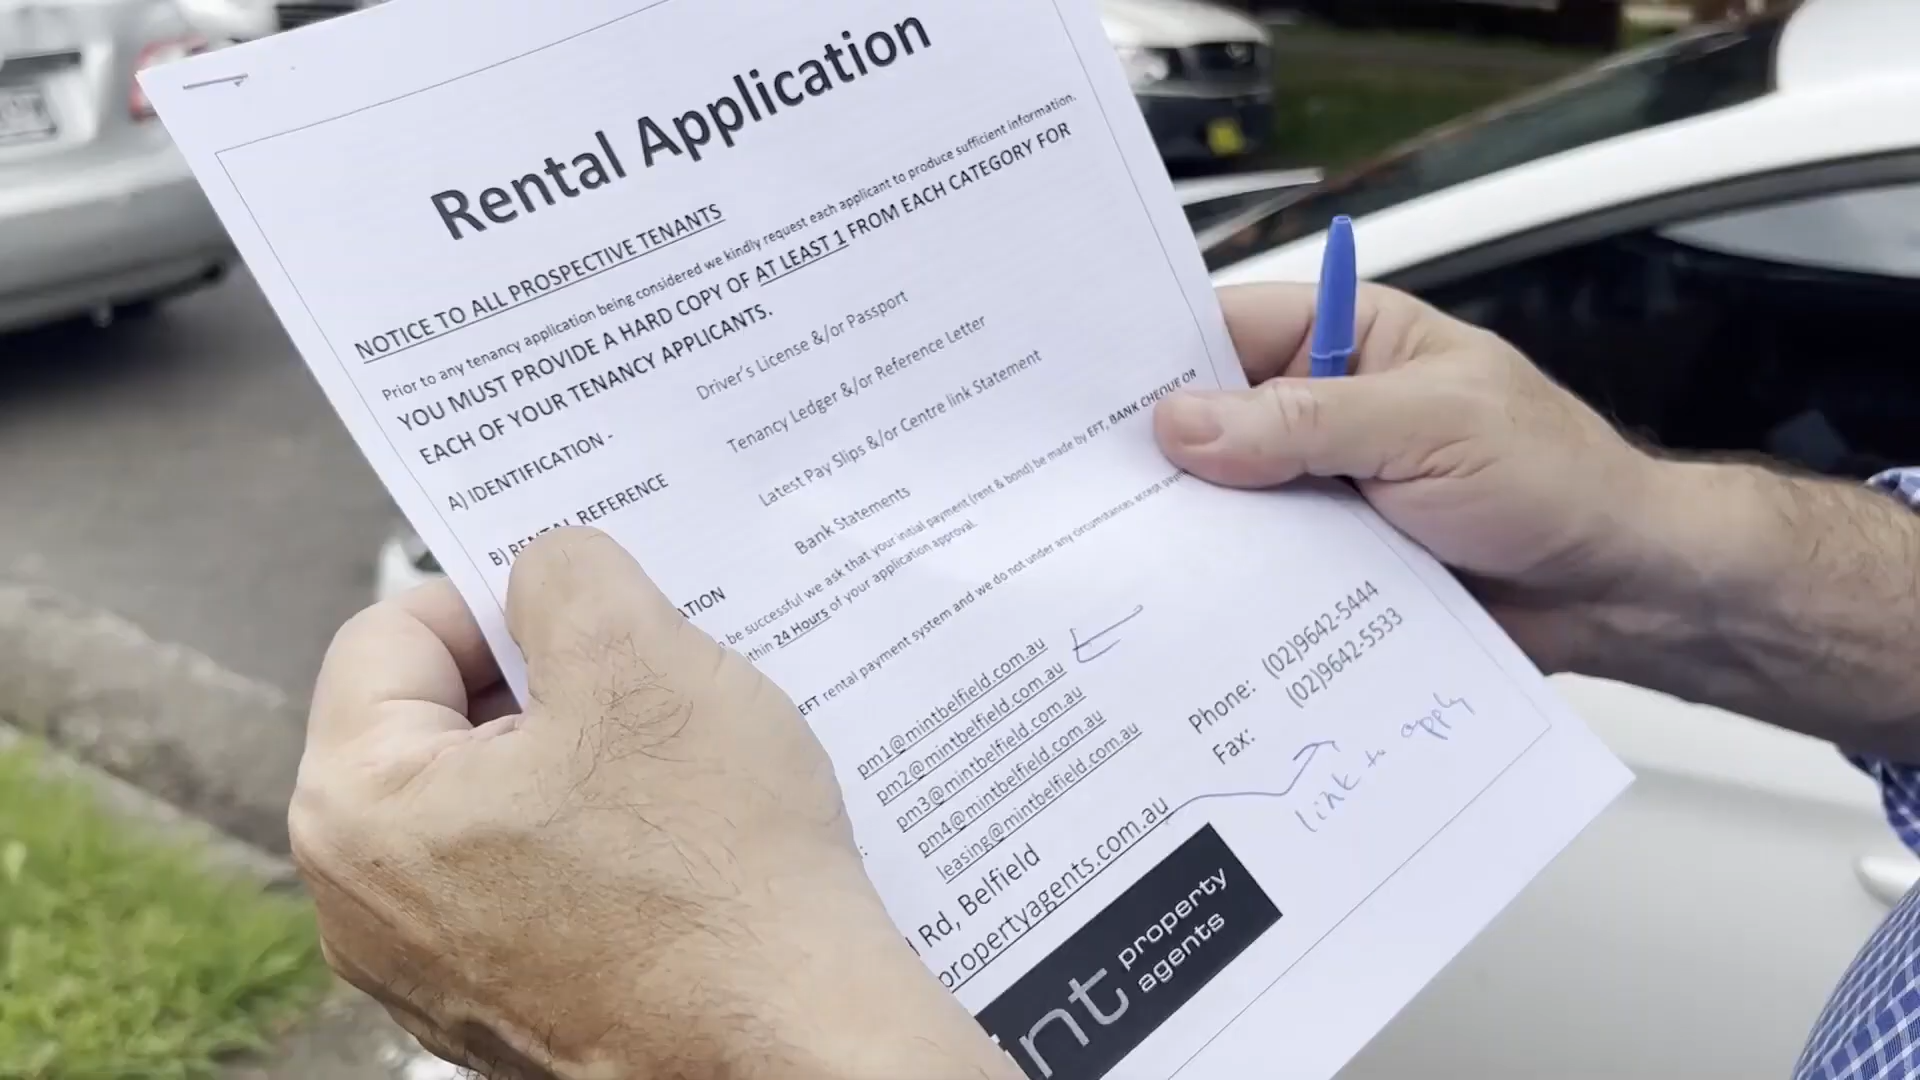 Rental Application
NOTICE TO ALL PROSPECTIVE TENANTS
Prior to any tenancy application being considered we kindly request each applicant to produce sufficient information.
YOU MUST PROVIDE A HARD COPY OF AT LEAST 1 FROM EACH CATEGORY FOR
EACH OF YOUR TENANCY APPLICANTS.
A) IDENTIFICATION - Driver's License &/or Passport
B) RENTAL REFERENCE Tenancy Ledger &/or Reference Letter
Latest Pay Slips &/or Centre link Statement
ATION Bank Statements
be successful we ask that your initial payment (rent & bond) be made by EFT, BANK CHEQUE OR
ithin 24 Hours of your application approval.
EFT rental payment system and we do not under any circumstances accept
pm1@mintbelfield.com.au
pm2@mintbelfield.com.au
pm3@mintbelfield.com.au
pm4@mintbelfield.com.au
leasing@mintbelfield.com.au
Phone: (02)9642-5444
Fax: (02)9642-5533
Rd, Belfield
propertyagents.com.au
link to apply
int property
agents